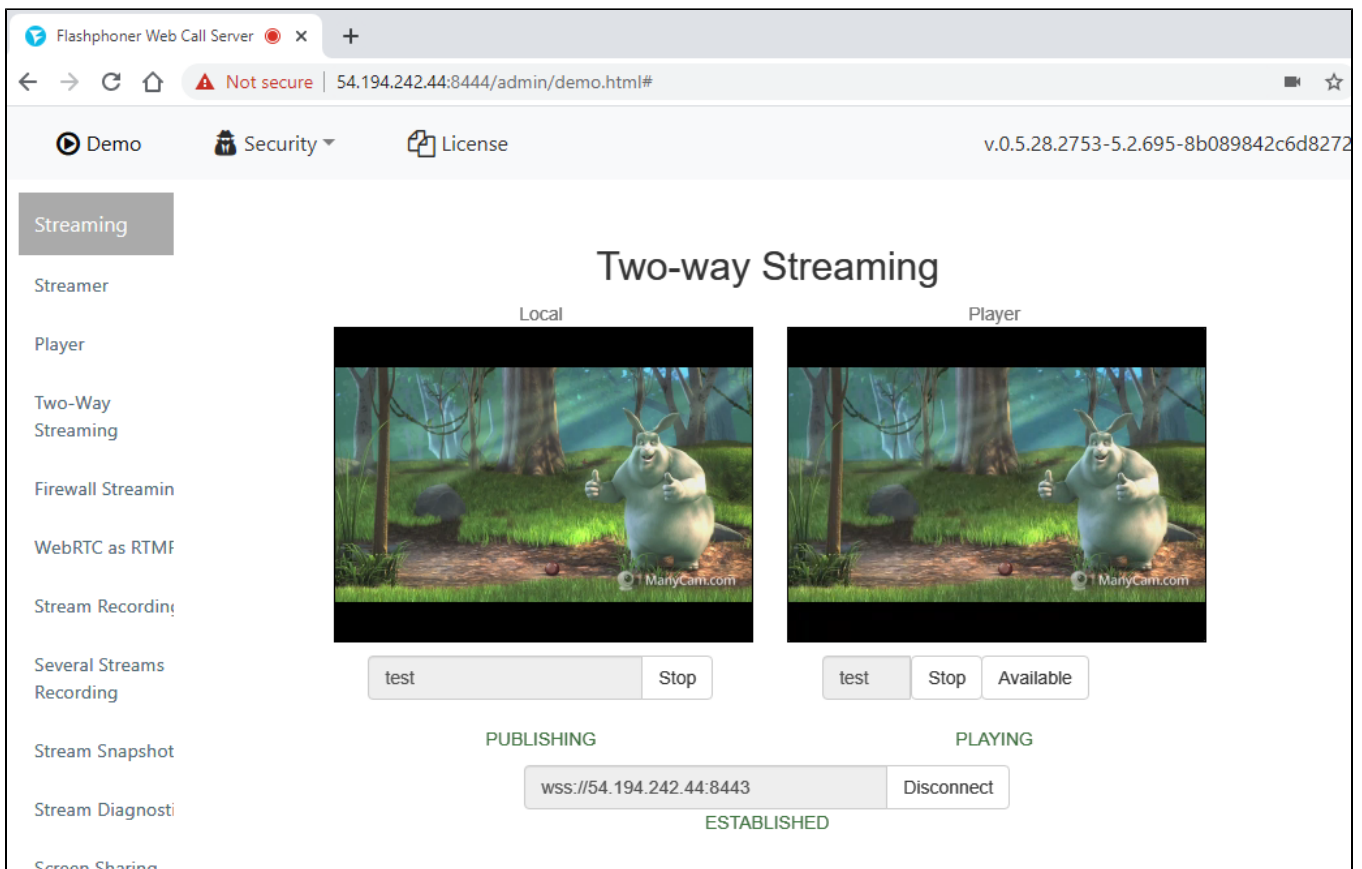 Flashphoner Web Call Server
Not secure 54.194.242.44:8444/admin/demo.html#
Demo Security License v.0.5.28.2753-5.2.695-8b089842c6d8272
Streaming
Streamer
Player
Two-Way
Streaming
Firewall Streamin
WebRTC as RTMF
Stream Recording
Several Streams
Recording
Stream Snapshot
Stream Diagnosti
Screen Sharing
Two-way Streaming
Local Player
ManyCam.com ManyCam.com
test Stop test Stop Available
PUBLISHING PLAYING
wss://54.194.242.44:8443 Disconnect
ESTABLISHED